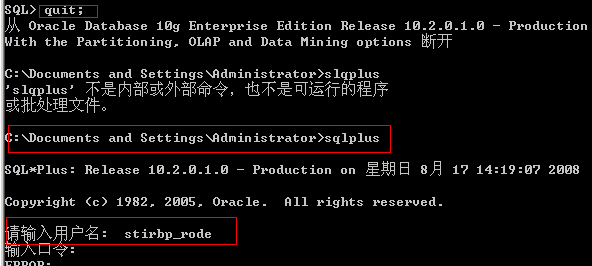 SQL> quit;
从 Oracle Database 10g Enterprise Edition Release 10.2.0.1.0 - Production
With the Partitioning, OLAP and Data Mining options 断开
C:\Documents and Settings\Administrator>slqplus
'slqplus' 不是内部或外部命令，也不是可运行的程序
或批处理文件。
C:\Documents and Settings\Administrator>sqlplus
SQL*Plus: Release 10.2.0.1.0 - Production on 星期日 8月 17 14:19:07 2008
Copyright (c) 1982, 2005, Oracle.  All rights reserved.
请输入用户名:  stirbp_rode
输入口令:
ERROR: